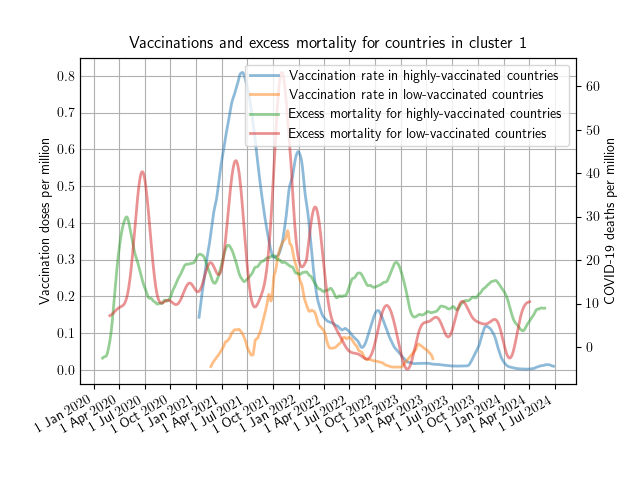 Vaccinations and excess mortality for countries in cluster 1
Vaccination rate in highly-vaccinated countries
Vaccination rate in low-vaccinated countries
Excess mortality for highly-vaccinated countries
Excess mortality for low-vaccinated countries
Vaccination doses per million
0.8
0.7
0.6
0.5
0.4
0.3
0.2
0.1
0.0
COVID-19 deaths per million
60
50
40
30
20
10
0
1 Jan 2020
1 Apr 2020
1 Jul 2020
1 Oct 2020
1 Jan 2021
1 Apr 2021
1 Jul 2021
1 Oct 2021
1 Jan 2022
1 Apr 2022
1 Jul 2022
1 Oct 2022
1 Jan 2023
1 Apr 2023
1 Jul 2023
1 Oct 2023
1 Jan 2024
1 Apr 2024
1 Jul 2024